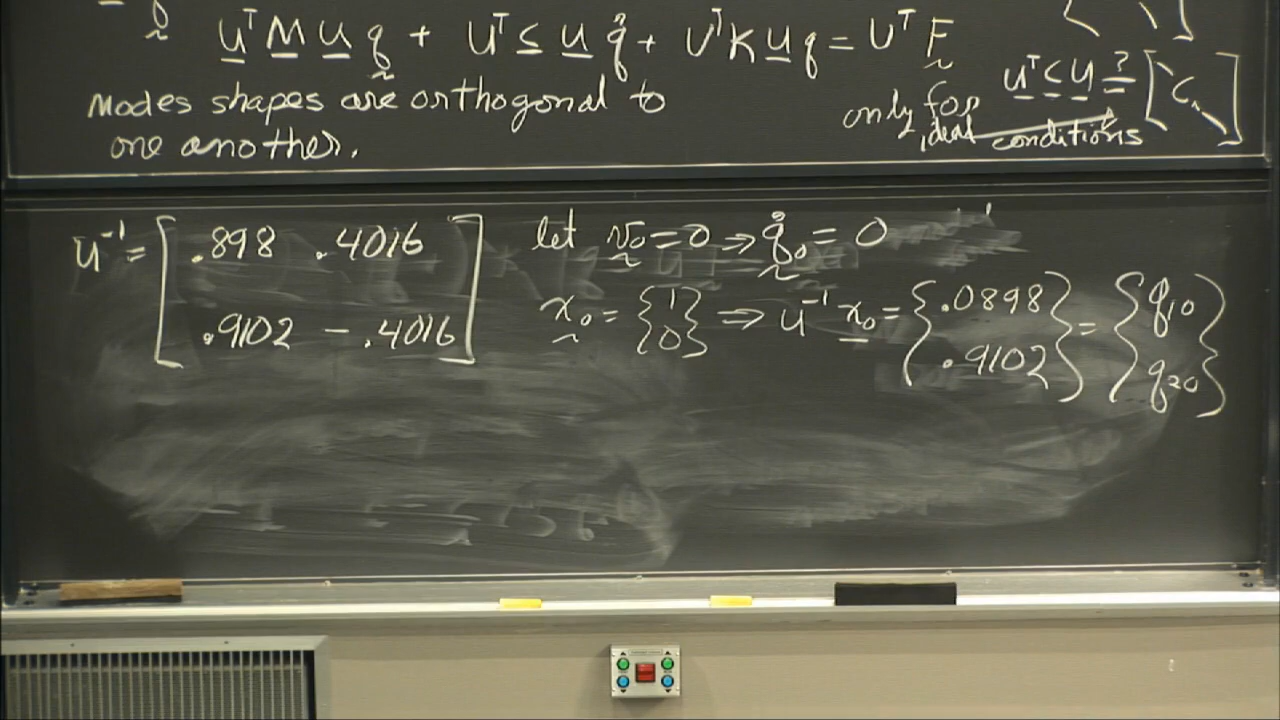 U^T M U q̈ + U^T C U q̇ + U^T K U q = U^T F
Modes shapes are orthogonal to
one another.
U^T C U ?= [C₁ ⋱]
only for
ideal conditions
U⁻¹ = [.898 .4016
.9102 -.4016]
let v₀ = 0 ⇒ q̇₀ = 0
x₀ = {1 0} ⇒ U⁻¹ x₀ = {.0898 .9102} = {q₁₀ q₂₀}